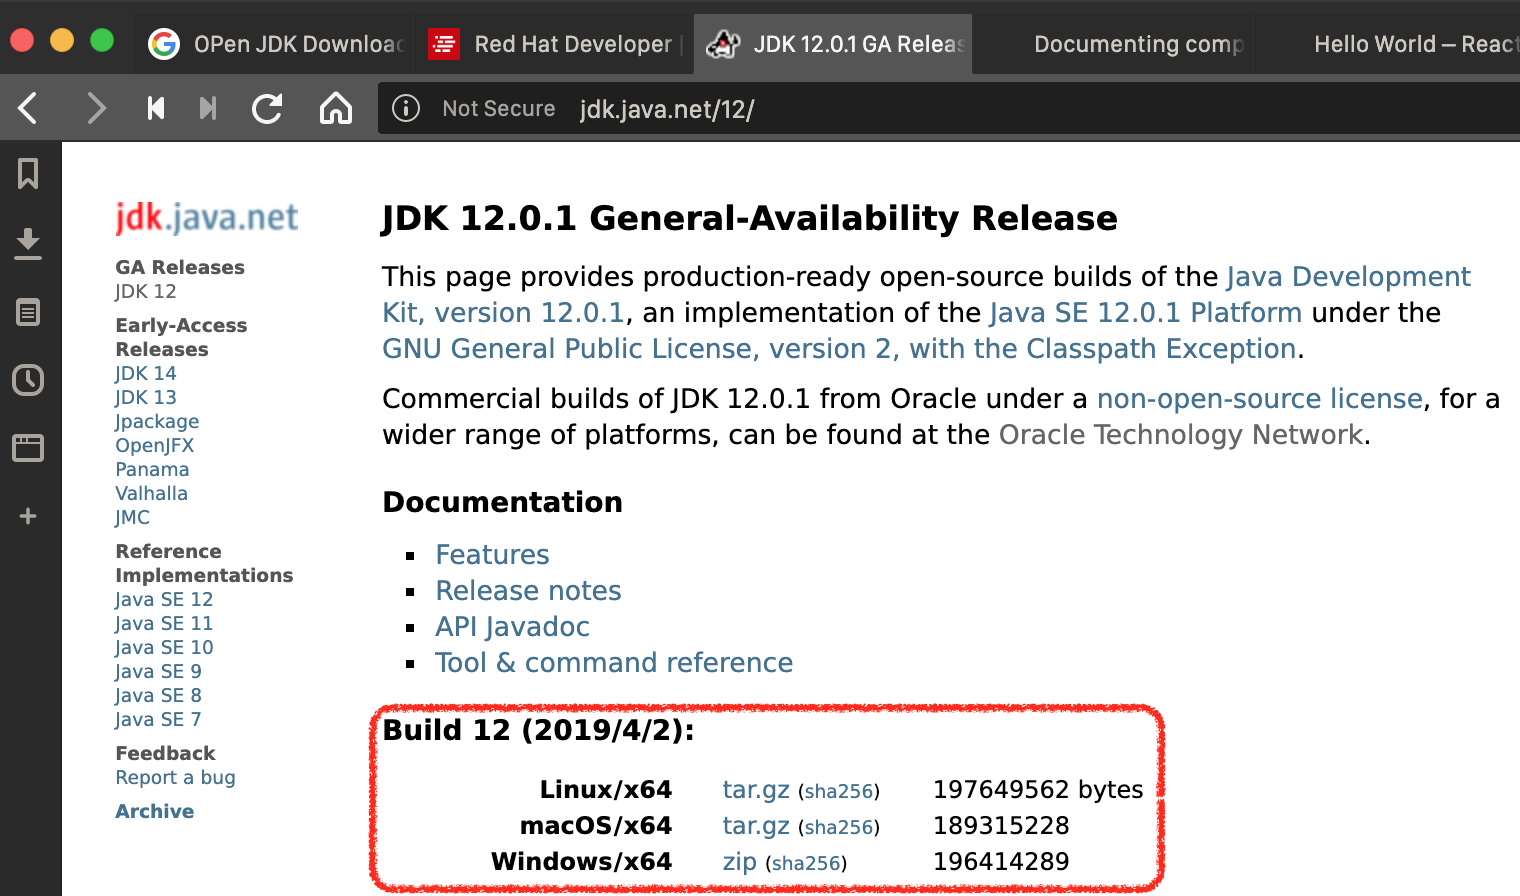 OPen JDK Downloac
Red Hat Developer |
JDK 12.0.1 GA Releas
Documenting comp
Hello World – React
Not Secure jdk.java.net/12/
jdk.java.net
GA Releases
JDK 12
Early-Access
Releases
JDK 14
JDK 13
Jpackage
OpenJFX
Panama
Valhalla
JMC
Reference
Implementations
Java SE 12
Java SE 11
Java SE 10
Java SE 9
Java SE 8
Java SE 7
Feedback
Report a bug
Archive
JDK 12.0.1 General-Availability Release
This page provides production-ready open-source builds of the Java Development
Kit, version 12.0.1, an implementation of the Java SE 12.0.1 Platform under the
GNU General Public License, version 2, with the Classpath Exception.
Commercial builds of JDK 12.0.1 from Oracle under a non-open-source license, for a
wider range of platforms, can be found at the Oracle Technology Network.
Documentation
Features
Release notes
API Javadoc
Tool & command reference
Build 12 (2019/4/2):
Linux/x64 tar.gz (sha256) 197649562 bytes
macOS/x64 tar.gz (sha256) 189315228
Windows/x64 zip (sha256) 196414289